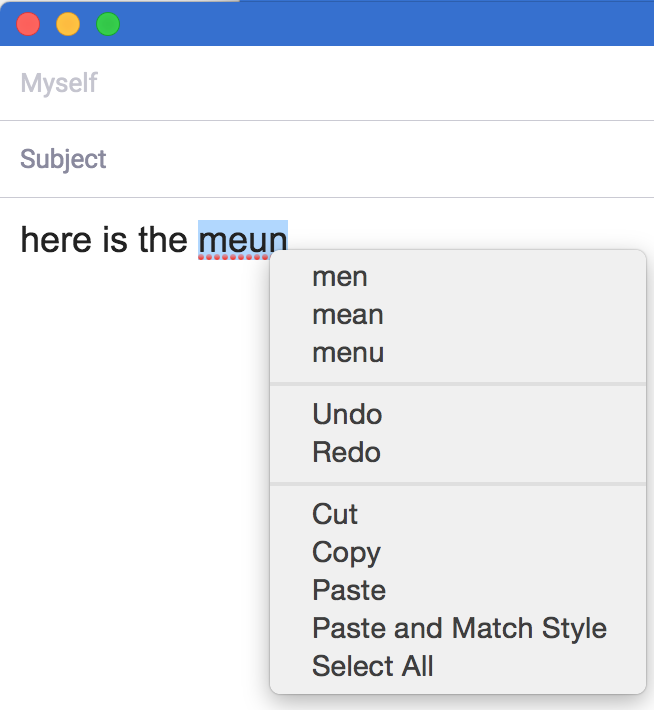 Myself
Subject
here is the meun
men
mean
menu
Undo
Redo
Cut
Copy
Paste
Paste and Match Style
Select All